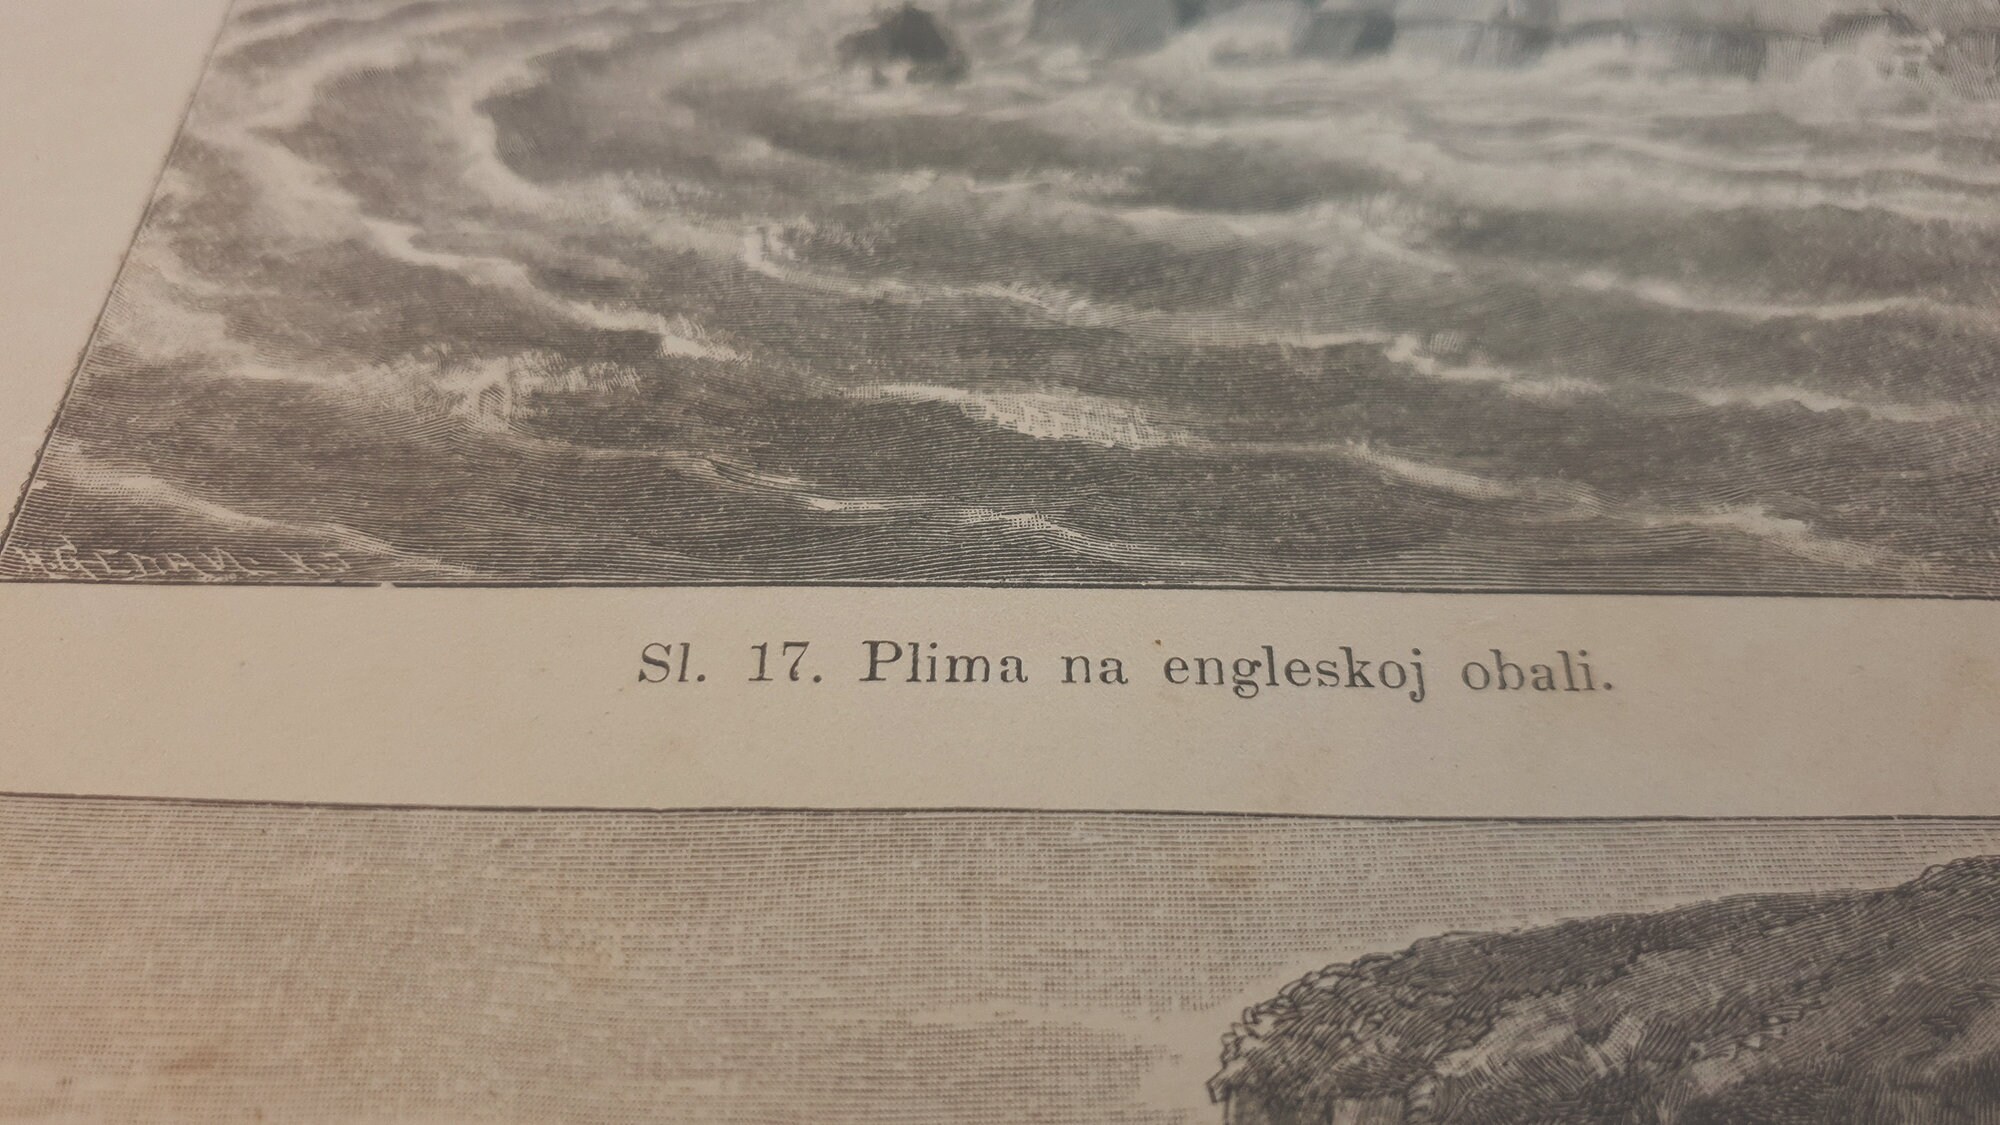 Sl. 17. Plima na engleskoj obali.